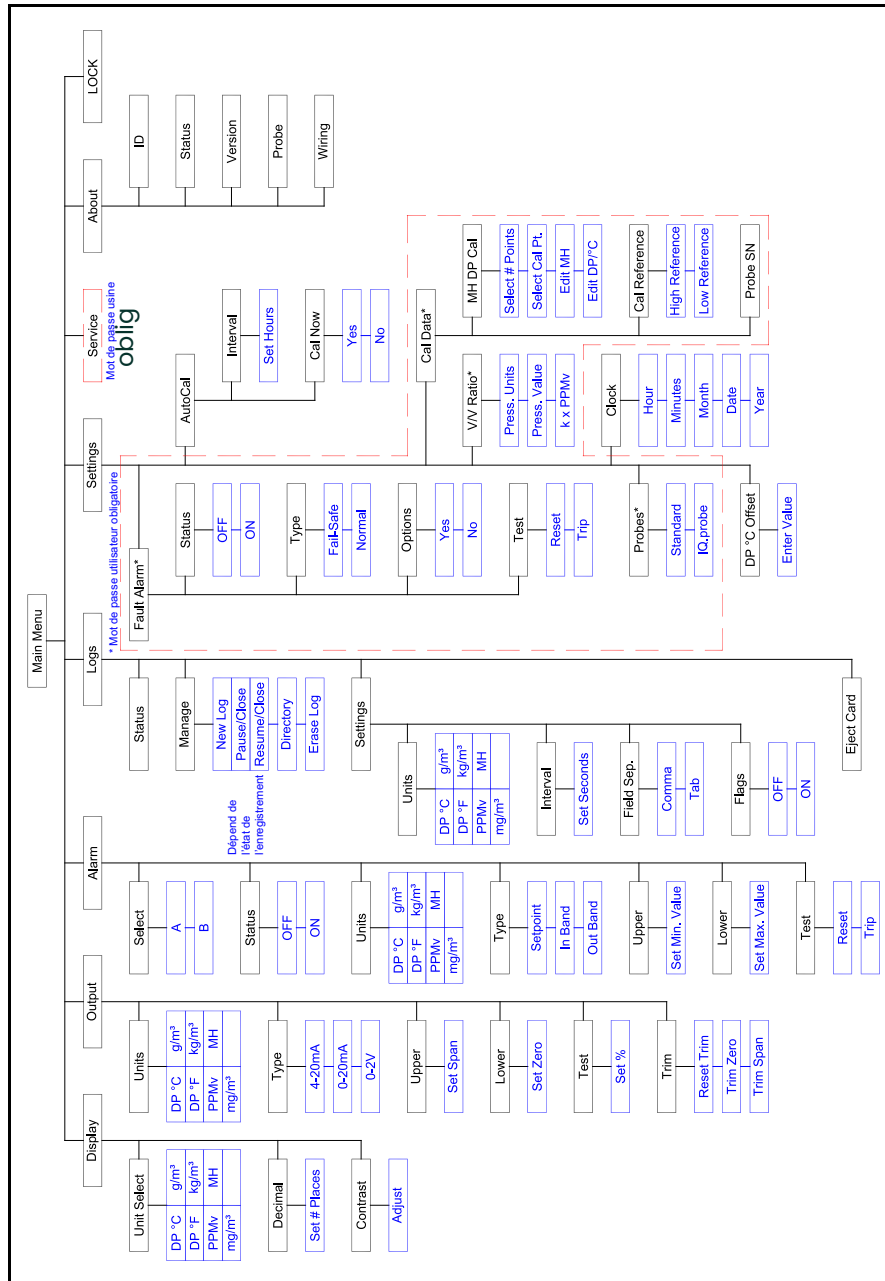 Main Menu
Display
Output
Alarm
Logs
Settings
Service
About
LOCK
* Mot de passe utilisateur obligatoire
Mot de passe usine
oblig
Unit Select
DP °C g/m³
DP °F kg/m³
PPMv MH
mg/m³
Decimal
Set # Places
Contrast
Adjust
Units
DP °C g/m³
DP °F kg/m³
PPMv MH
mg/m³
Type
4-20mA
0-20mA
0-2V
Upper
Set Span
Lower
Set Zero
Test
Set %
Trim
Reset Trim
Trim Zero
Trim Span
Select
A
B
Status
OFF
ON
Units
DP °C g/m³
DP °F kg/m³
PPMv MH
mg/m³
Type
Setpoint
In Band
Out Band
Upper
Set Min. Value
Lower
Set Max. Value
Test
Reset
Trip
Status
Manage
New Log
Pause/Close
Resume/Close
Directory
Erase Log
Dépend de
l'état de
l'enregistrement
Settings
Units
DP °C g/m³
DP °F kg/m³
PPMv MH
mg/m³
Interval
Set Seconds
Field Sep.
Comma
Tab
Flags
OFF
ON
Eject Card
Fault Alarm*
Status
OFF
ON
Type
Fail-Safe
Normal
Options
Yes
No
Test
Reset
Trip
AutoCal
Interval
Set Hours
Cal Now
Yes
No
Cal Data*
MH DP Cal
Select # Points
Select Cal Pt.
Edit MH
Edit DP/°C
Cal Reference
High Reference
Low Reference
Probe SN
V/V Ratio*
Press. Units
Press. Value
k x PPMv
Clock
Hour
Minutes
Month
Date
Year
Probes*
Standard
IQ.probe
DP °C Offset
Enter Value
ID
Status
Version
Probe
Wiring